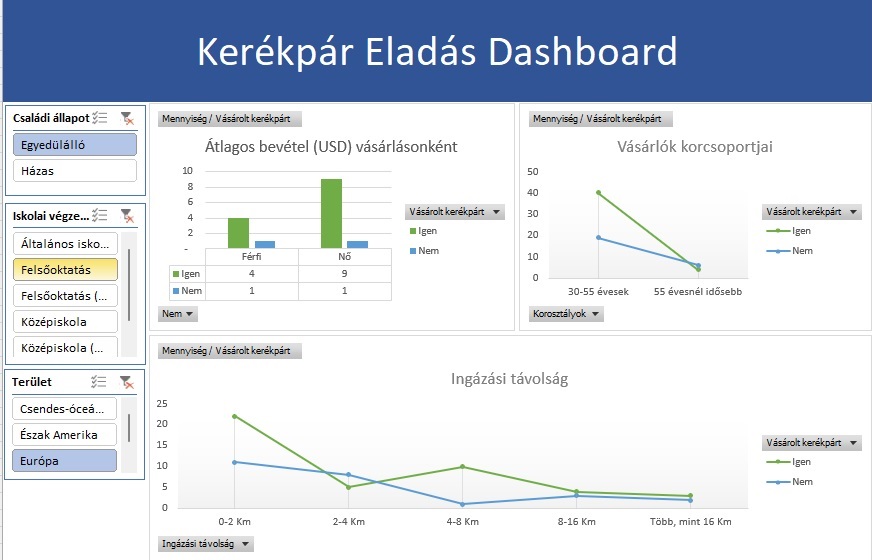 Kerékpár Eladás Dashboard
Családi állapot
Egyedülálló
Házas
Iskolai végze...
Általános isko...
Felsőoktatás
Felsőoktatás (...
Középiskola
Középiskola (...
Terület
Csendes-óceá...
Észak Amerika
Európa
Mennyiség / Vásárolt kerékpárt
Átlagos bevétel (USD) vásárlásonként
10
8
6
4
2
-
Férfi Nő
Igen 4 9
Nem 1 1
Vásárolt kerékpárt
Igen
Nem
Nem
Mennyiség / Vásárolt kerékpárt
Vásárlók korcsoportjai
50
40
30
20
10
0
30-55 évesek 55 évesnél idősebb
Vásárolt kerékpárt
Igen
Nem
Korosztályok
Mennyiség / Vásárolt kerékpárt
Ingázási távolság
25
20
15
10
5
0
0-2 Km 2-4 Km 4-8 Km 8-16 Km Több, mint 16 Km
Vásárolt kerékpárt
Igen
Nem
Ingázási távolság